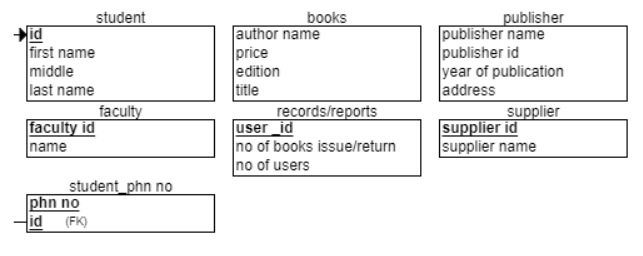 student
id
first name
middle
last name
books
author name
price
edition
title
publisher
publisher name
publisher id
year of publication
address
faculty
faculty id
name
records/reports
user _id
no of books issue/return
no of users
supplier
supplier id
supplier name
student_phn no
phn no
id (FK)